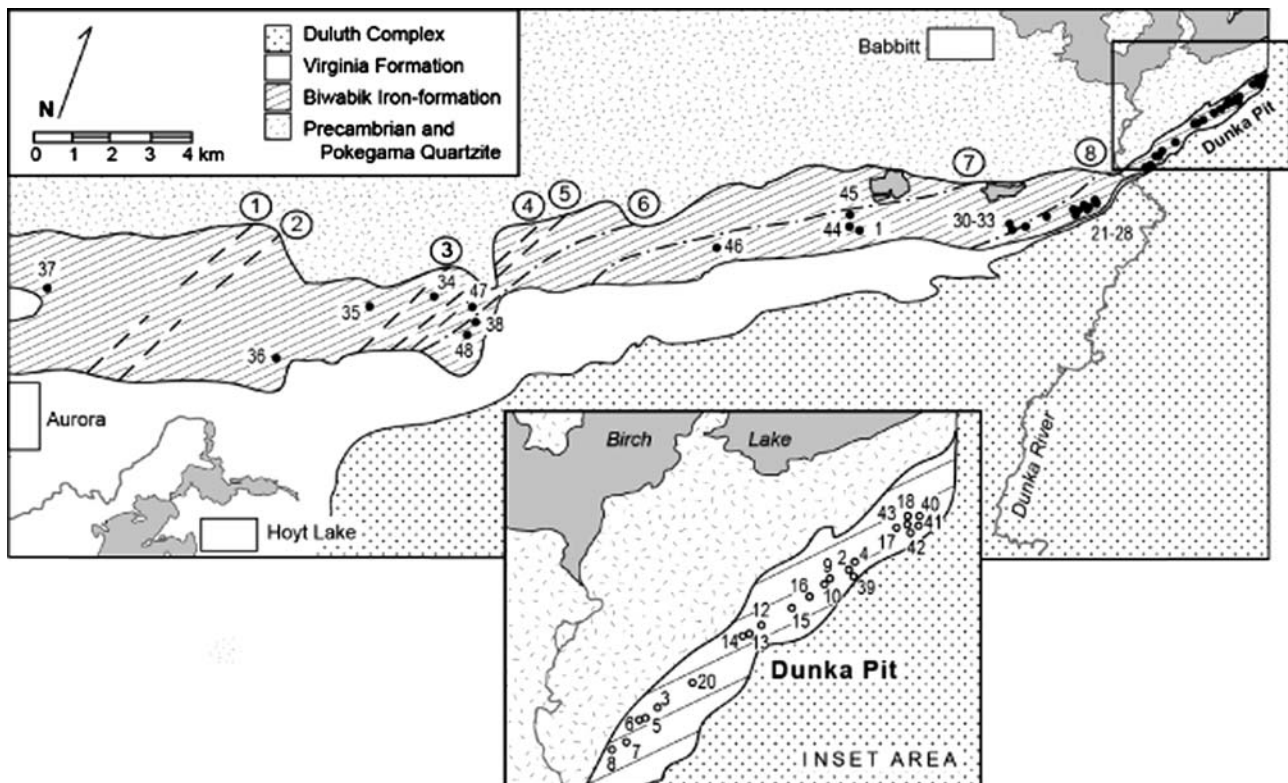 Duluth Complex
Virginia Formation
Biwabik Iron-formation
Precambrian and
Pokegama Quartzite
N
0 1 2 3 4 km
Babbitt
Dunka Pit
1
2
3
4
5
6
7
8
37
36
35
34
47
38
48
46
45
44
1
30-33
21-28
Aurora
Hoyt Lake
Dunka River
Birch Lake
18 40
43
41
17
42
2 4
9
39
10
16
15
12
14 13
Dunka Pit
20
3
6
5
7
8
INSET AREA